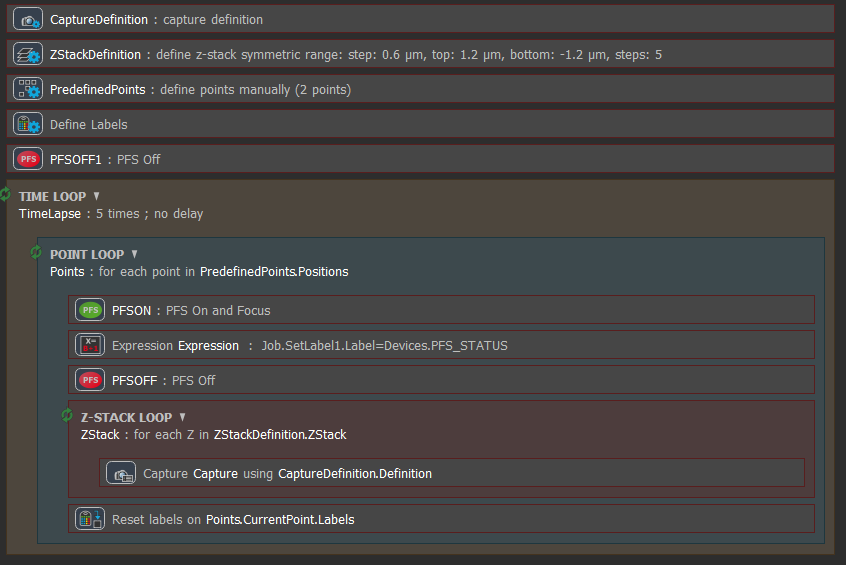 CaptureDefinition : capture definition
ZStackDefinition : define z-stack symmetric range: step: 0.6 µm, top: 1.2 µm, bottom: -1.2 µm, steps: 5
PredefinedPoints : define points manually (2 points)
Define Labels
PFS PFSOFF1 : PFS Off
TIME LOOP ▼
TimeLapse : 5 times ; no delay
POINT LOOP ▼
Points : for each point in PredefinedPoints.Positions
PFS PFSON : PFS On and Focus
Expression Expression : Job.SetLabel1.Label=Devices.PFS_STATUS
PFS PFSOFF : PFS Off
Z-STACK LOOP ▼
ZStack : for each Z in ZStackDefinition.ZStack
Capture Capture using CaptureDefinition.Definition
Reset labels on Points.CurrentPoint.Labels